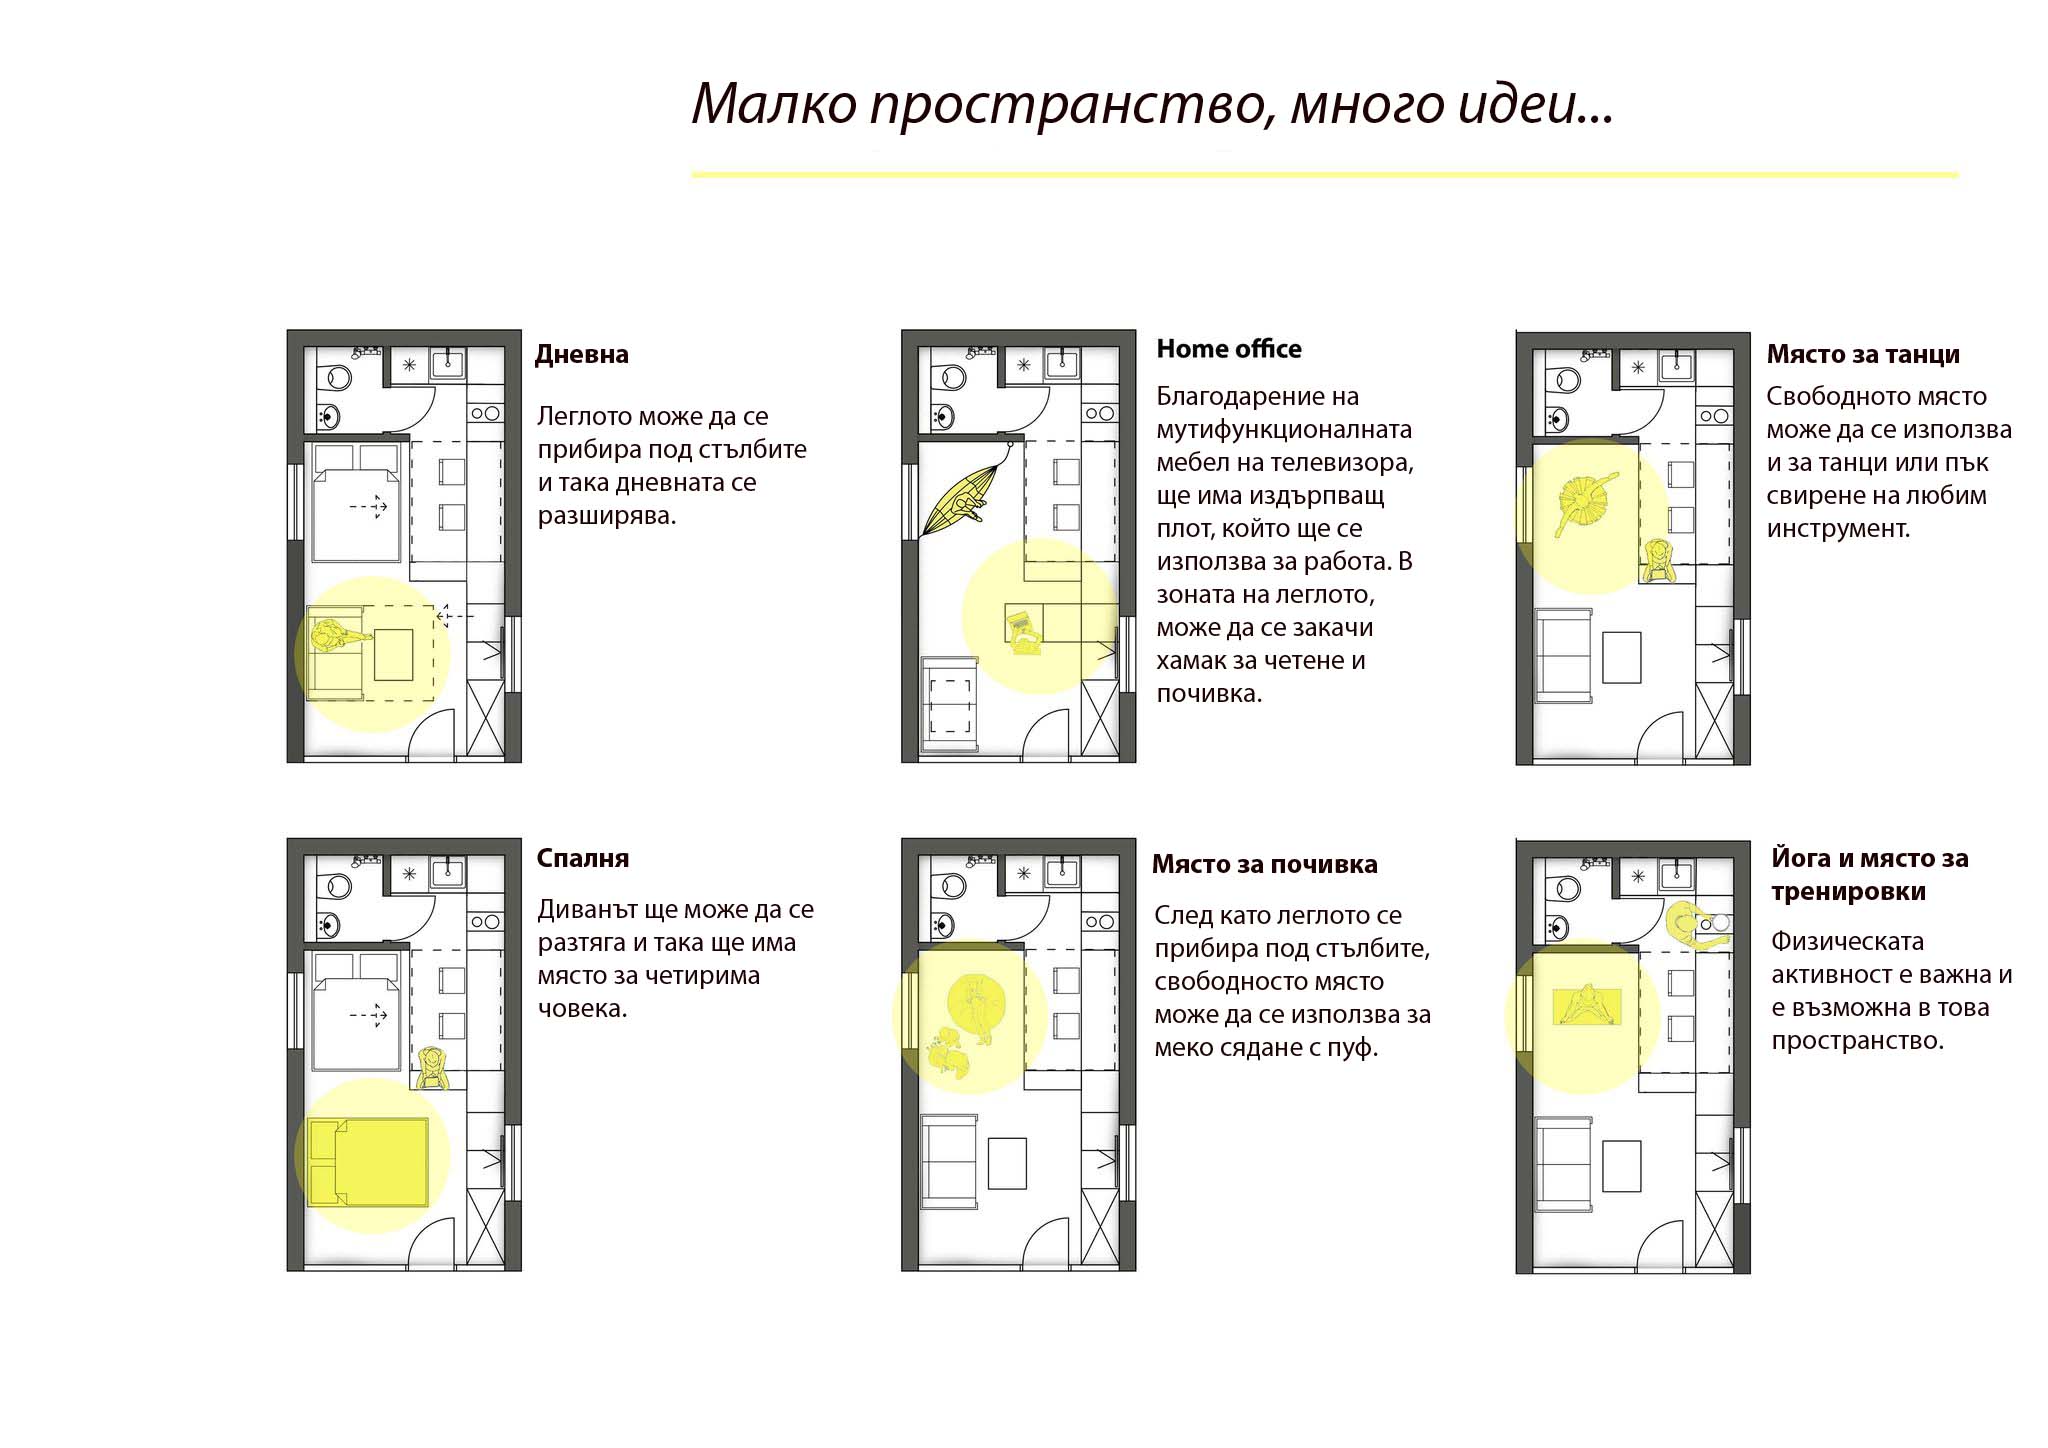 Малко пространство, много идеи...
Дневна
Леглото може да се
прибира под стълбите
и така дневната се
разширява.
Home office
Благодарение на
мутифункционалната
мебел на телевизора,
ще има издърпващ
плот, който ще се
използва за работа. В
зоната на леглото,
може да се закачи
хамак за четене и
почивка.
Място за танци
Свободното място
може да се използва
и за танци или пък
свирене на любим
инструмент.
Спалня
Диванът ще може да се
разтяга и така ще има
място за четирима
човека.
Място за почивка
След като леглото се
прибира под стълбите,
свободносто място
може да се използва за
меко сядане с пуф.
Йога и място за
тренировки
Физическата
активност е важна и
е възможна в това
пространство.